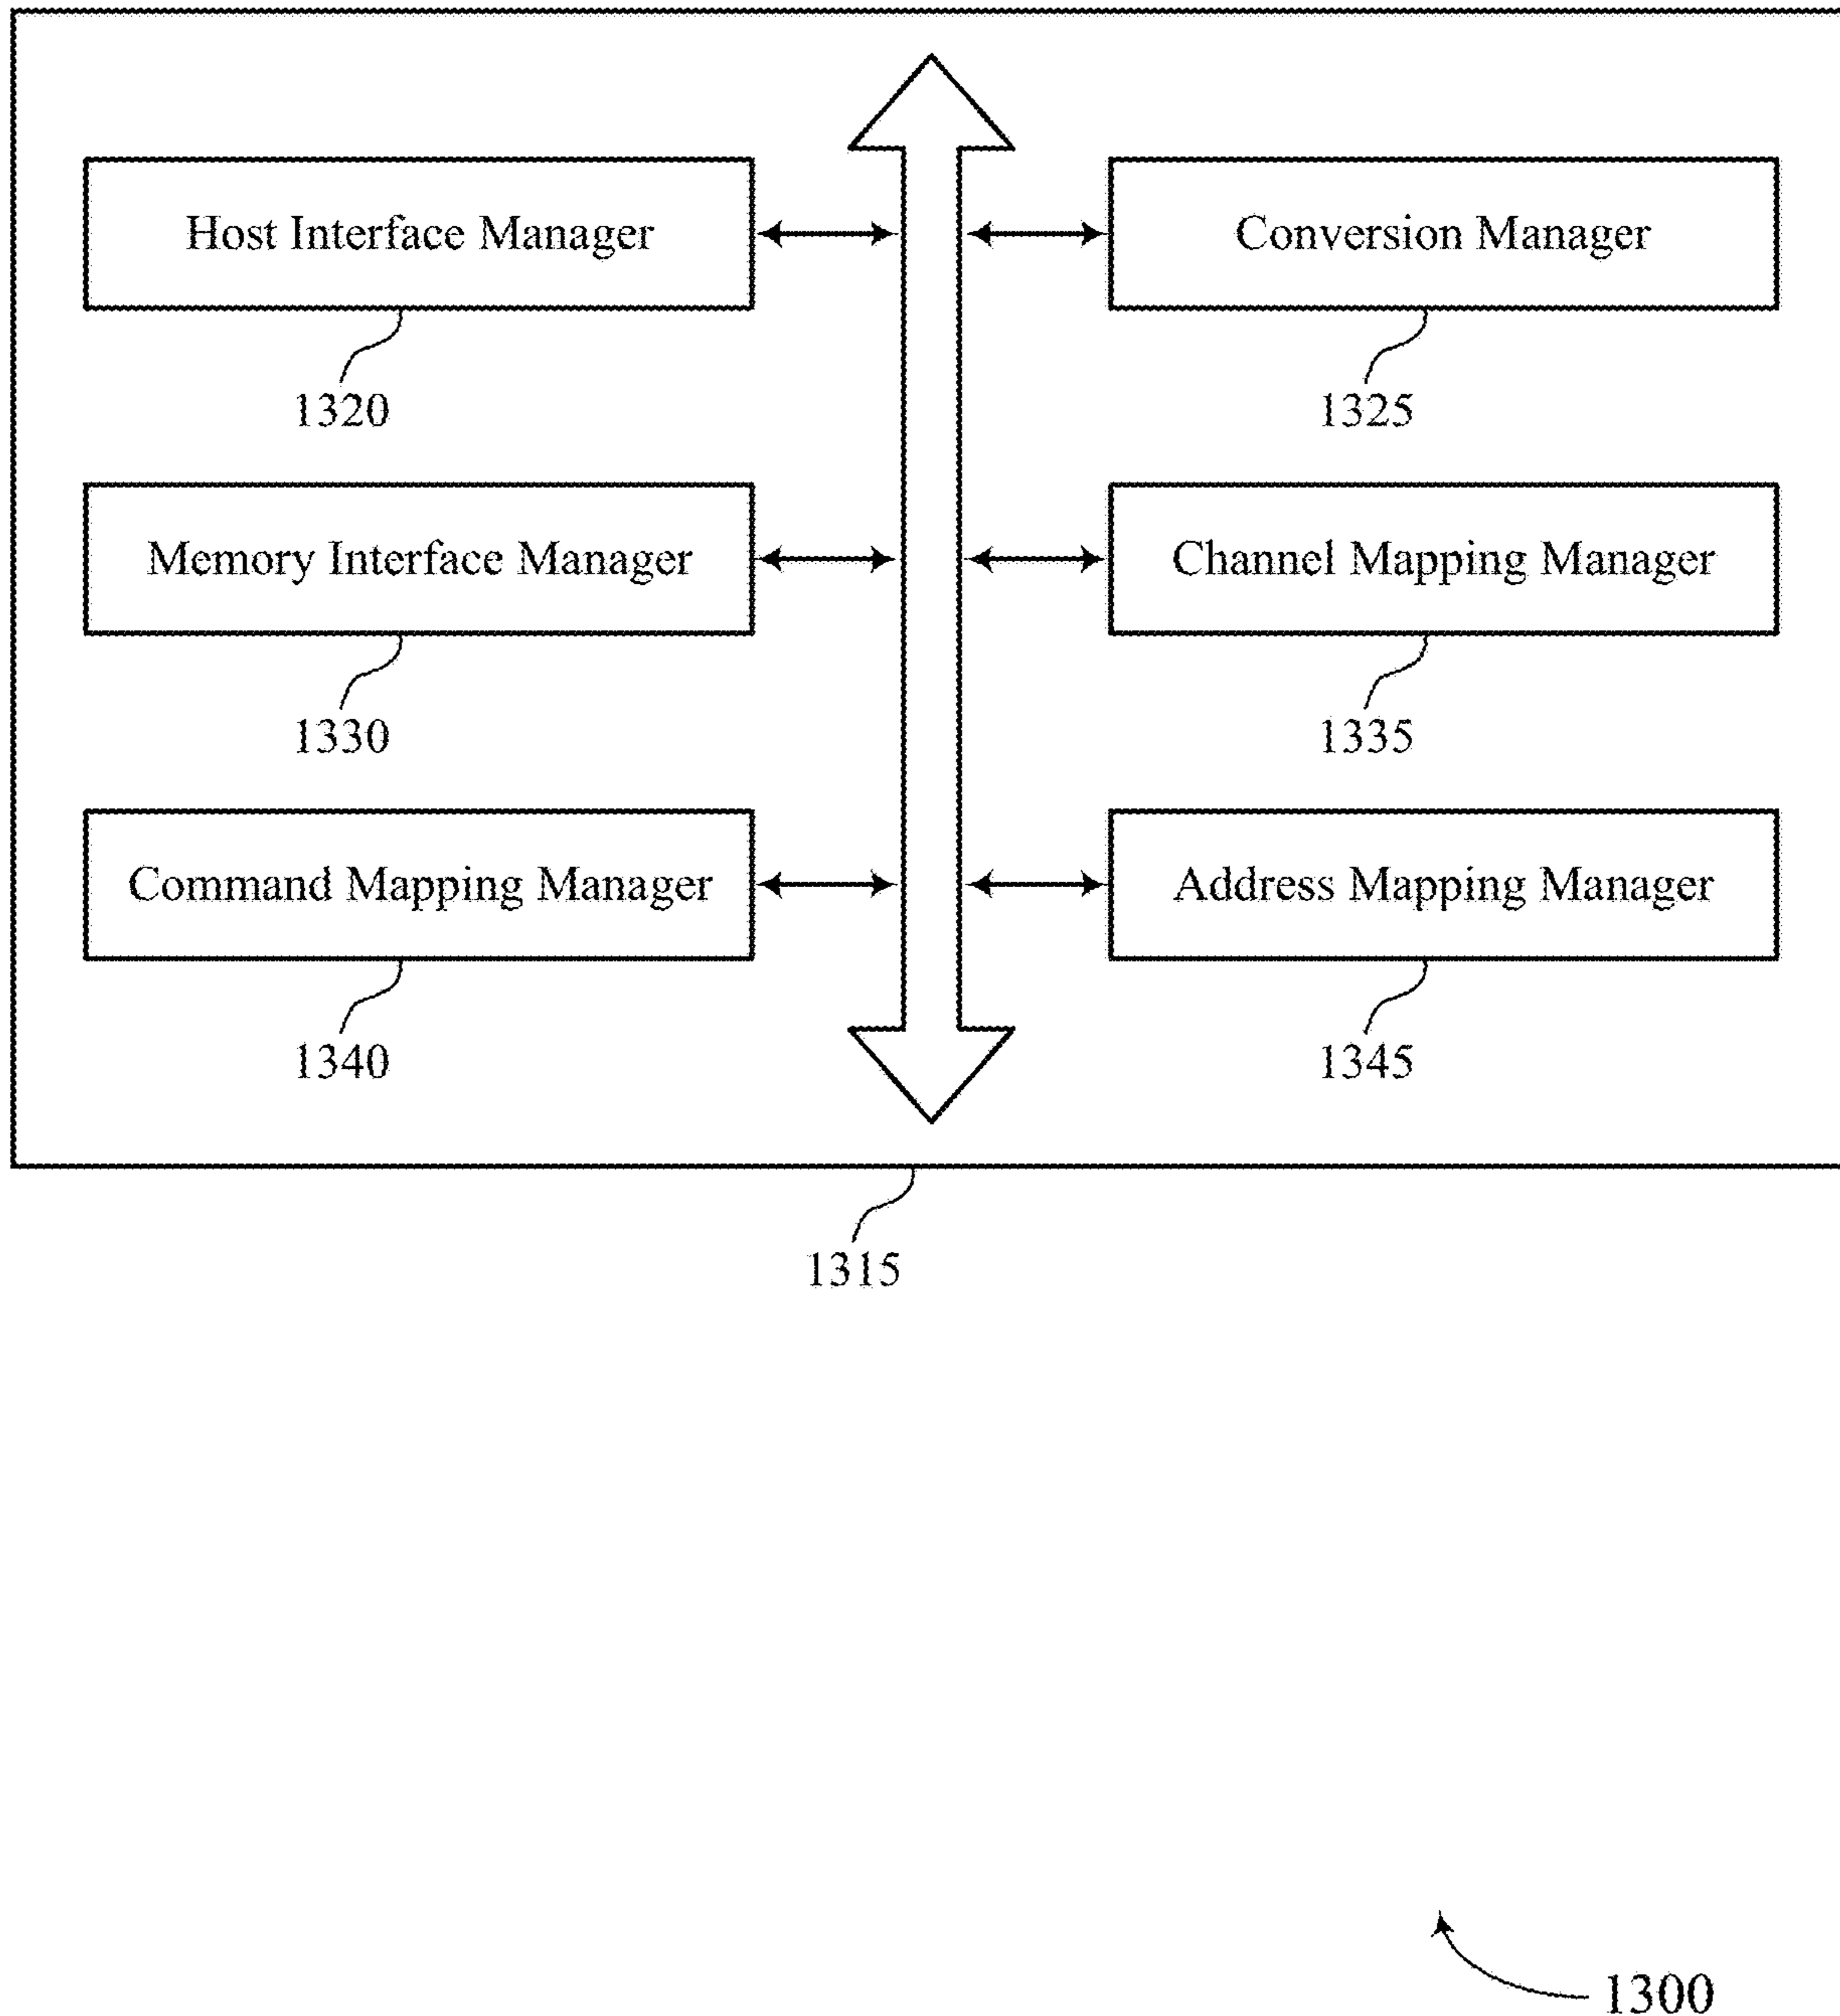 Host Interface Manager
Conversion Manager
1320
1325
Memory Interface Manager
Channel Mapping Manager
1330
1335
Command Mapping Manager
Address Mapping Manager
1340
1345
1315
1300